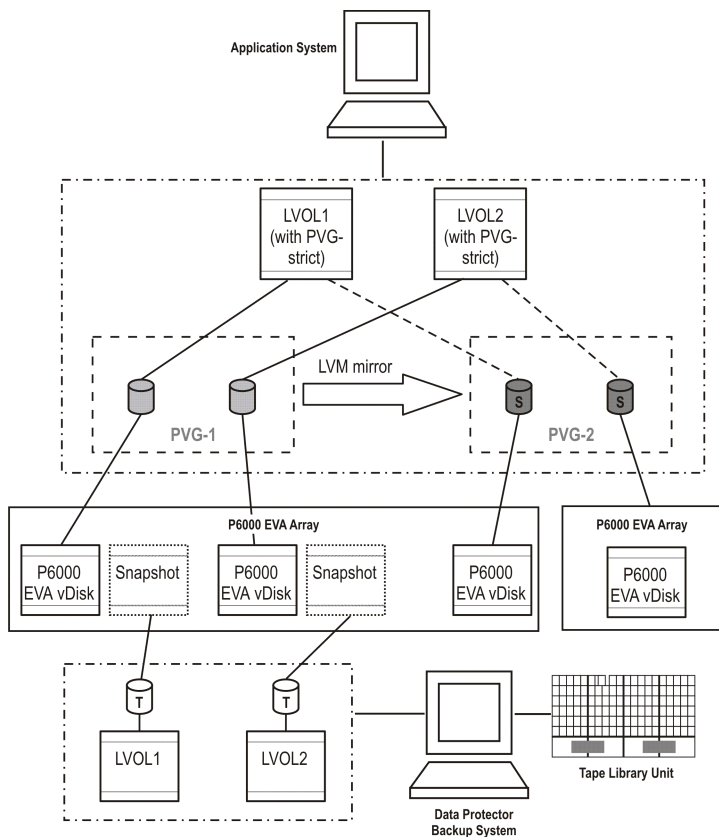 Application System
LVOL1
(with PVG-
strict)
LVOL2
(with PVG-
strict)
LVM mirror
S
S
PVG-1
PVG-2
P6000 EVA Array
P6000
EVA vDisk
Snapshot
P6000
EVA vDisk
Snapshot
P6000
EVA vDisk
P6000 EVA Array
P6000
EVA vDisk
T
T
LVOL1
LVOL2
Tape Library Unit
Data Protector
Backup System